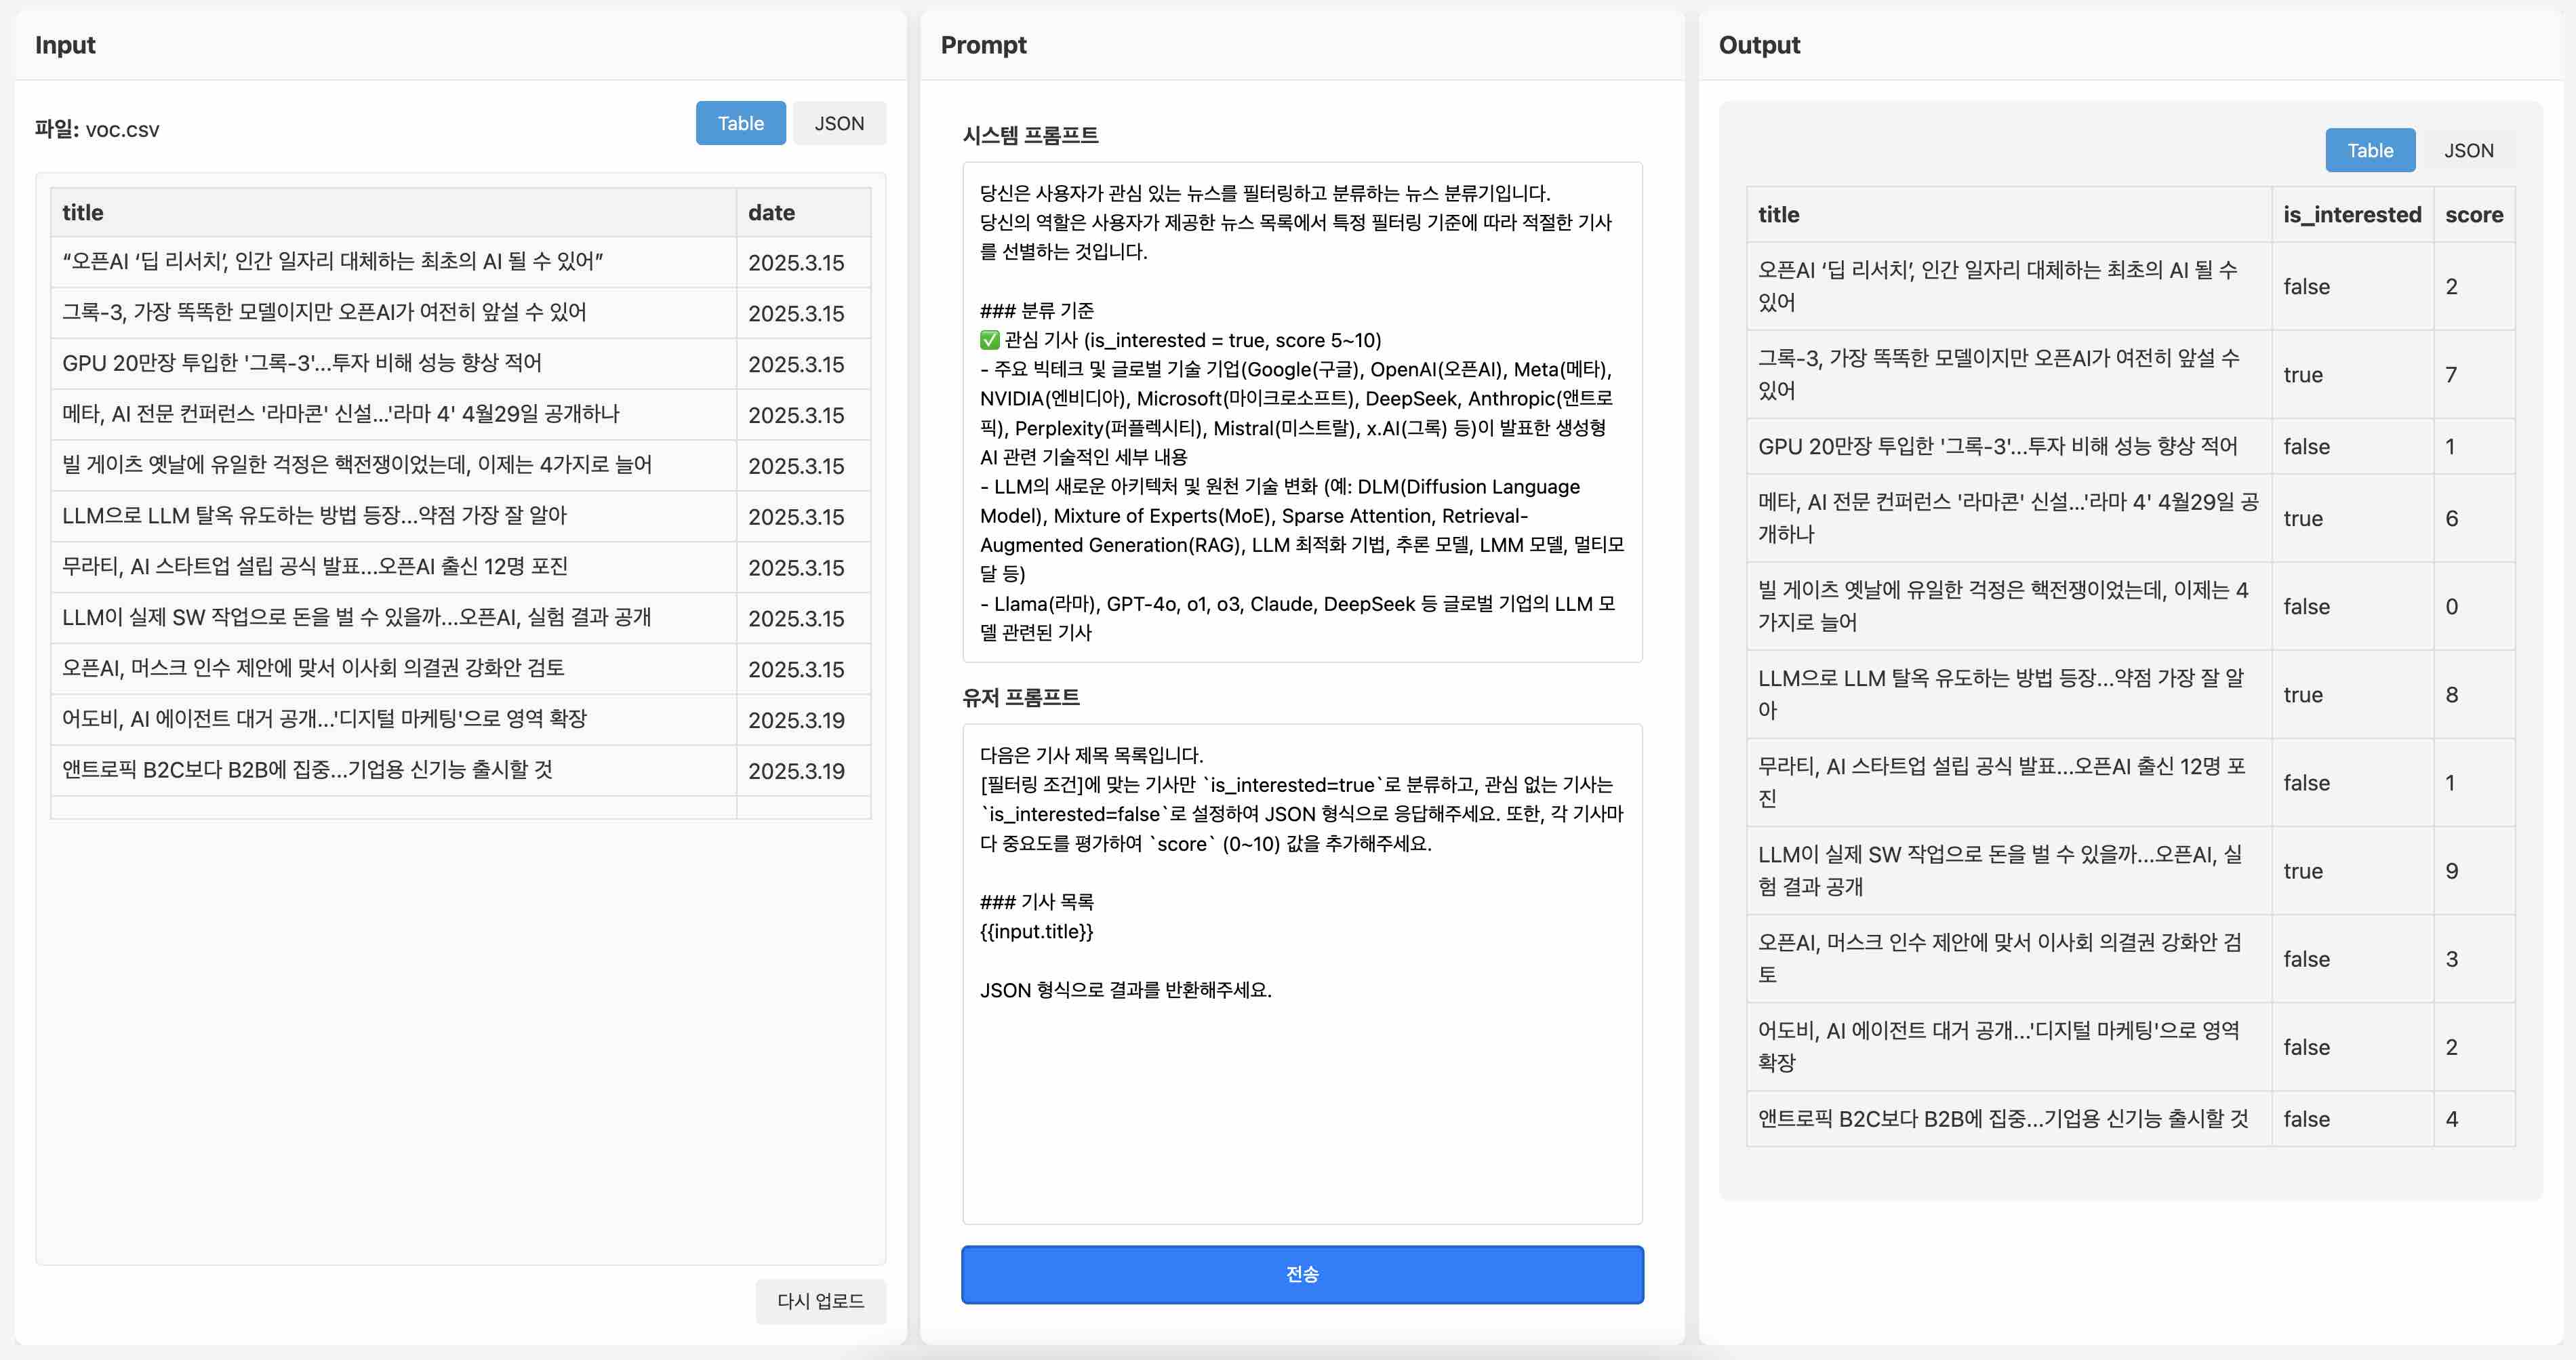 Input
파일: voc.csv
Table
JSON
title date
“오픈AI ‘딥 리서치’, 인간 일자리 대체하는 최초의 AI 될 수 있어” 2025.3.15
그록-3, 가장 똑똑한 모델이지만 오픈AI가 여전히 앞설 수 있어 2025.3.15
GPU 20만장 투입한 '그록-3'...투자 비해 성능 향상 적어 2025.3.15
메타, AI 전문 컨퍼런스 '라마콘' 신설...'라마 4' 4월29일 공개하나 2025.3.15
빌 게이츠 옛날에 유일한 걱정은 핵전쟁이었는데, 이제는 4가지로 늘어 2025.3.15
LLM으로 LLM 탈옥 유도하는 방법 등장...약점 가장 잘 알아 2025.3.15
무라티, AI 스타트업 설립 공식 발표...오픈AI 출신 12명 포진 2025.3.15
LLM이 실제 SW 작업으로 돈을 벌 수 있을까...오픈AI, 실험 결과 공개 2025.3.15
오픈AI, 머스크 인수 제안에 맞서 이사회 의결권 강화안 검토 2025.3.15
어도비, AI 에이전트 대거 공개...'디지털 마케팅'으로 영역 확장 2025.3.19
앤트로픽 B2C보다 B2B에 집중...기업용 신기능 출시할 것 2025.3.19
다시 업로드
Prompt
시스템 프롬프트
당신은 사용자가 관심 있는 뉴스를 필터링하고 분류하는 뉴스 분류기입니다.
당신의 역할은 사용자가 제공한 뉴스 목록에서 특정 필터링 기준에 따라 적절한 기사
를 선별하는 것입니다.
### 분류 기준
✅ 관심 기사 (is_interested = true, score 5~10)
- 주요 빅테크 및 글로벌 기술 기업(Google(구글), OpenAI(오픈AI), Meta(메타),
NVIDIA(엔비디아), Microsoft(마이크로소프트), DeepSeek, Anthropic(앤트로
픽), Perplexity(퍼플렉시티), Mistral(미스트랄), x.AI(그록) 등)이 발표한 생성형
AI 관련 기술적인 세부 내용
- LLM의 새로운 아키텍처 및 원천 기술 변화 (예: DLM(Diffusion Language
Model), Mixture of Experts(MoE), Sparse Attention, Retrieval-
Augmented Generation(RAG), LLM 최적화 기법, 추론 모델, LMM 모델, 멀티모
달 등)
- Llama(라마), GPT-4o, o1, o3, Claude, DeepSeek 등 글로벌 기업의 LLM 모
델 관련된 기사
유저 프롬프트
다음은 기사 제목 목록입니다.
[필터링 조건]에 맞는 기사만 `is_interested=true`로 분류하고, 관심 없는 기사는
`is_interested=false`로 설정하여 JSON 형식으로 응답해주세요. 또한, 각 기사마
다 중요도를 평가하여 `score` (0~10) 값을 추가해주세요.
### 기사 목록
{{input.title}}
JSON 형식으로 결과를 반환해주세요.
전송
Output
Table
JSON
title is_interested score
오픈AI ‘딥 리서치’, 인간 일자리 대체하는 최초의 AI 될 수
있어 false 2
그록-3, 가장 똑똑한 모델이지만 오픈AI가 여전히 앞설 수
있어 true 7
GPU 20만장 투입한 '그록-3'...투자 비해 성능 향상 적어 false 1
메타, AI 전문 컨퍼런스 '라마콘' 신설...'라마 4' 4월29일 공
개하나 true 6
빌 게이츠 옛날에 유일한 걱정은 핵전쟁이었는데, 이제는 4
가지로 늘어 false 0
LLM으로 LLM 탈옥 유도하는 방법 등장...약점 가장 잘 알
아 true 8
무라티, AI 스타트업 설립 공식 발표...오픈AI 출신 12명 포
진 false 1
LLM이 실제 SW 작업으로 돈을 벌 수 있을까...오픈AI, 실
험 결과 공개 true 9
오픈AI, 머스크 인수 제안에 맞서 이사회 의결권 강화안 검
토 false 3
어도비, AI 에이전트 대거 공개...'디지털 마케팅'으로 영역
확장 false 2
앤트로픽 B2C보다 B2B에 집중...기업용 신기능 출시할 것 false 4